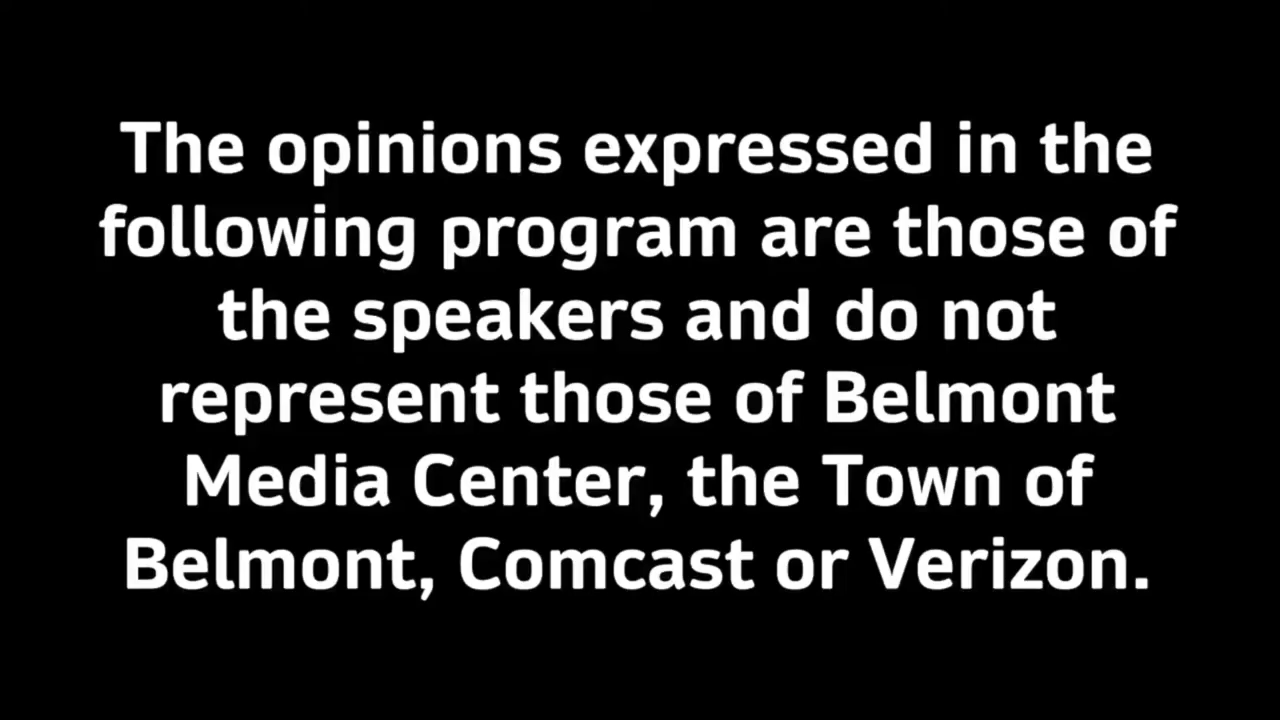 The opinions expressed in the
following program are those of
the speakers and do not
represent those of Belmont
Media Center, the Town of
Belmont, Comcast or Verizon.